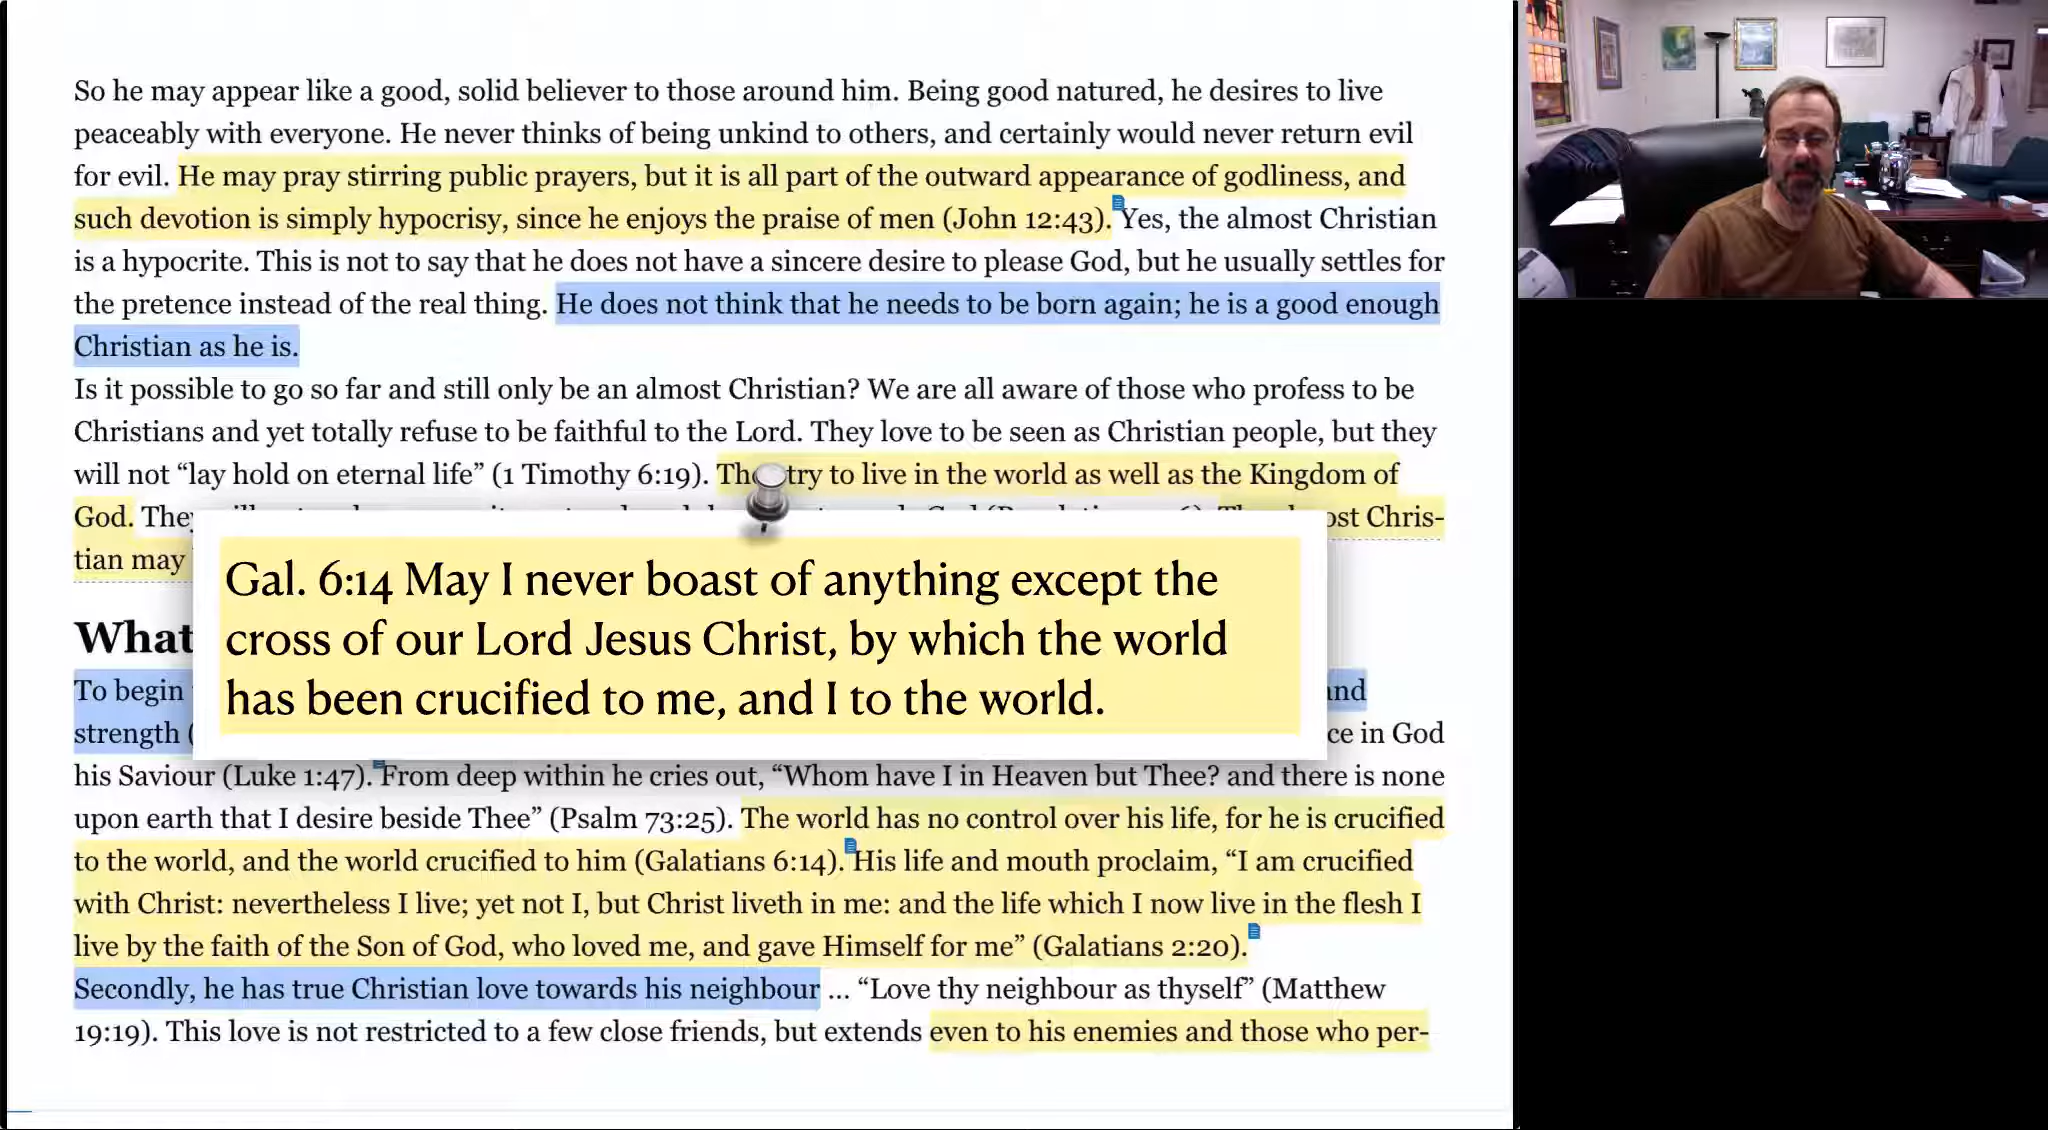 So he may appear like a good, solid believer to those around him. Being good natured, he desires to live
peaceably with everyone. He never thinks of being unkind to others, and certainly would never return evil
for evil. He may pray stirring public prayers, but it is all part of the outward appearance of godliness, and
such devotion is simply hypocrisy, since he enjoys the praise of men (John 12:43). Yes, the almost Christian
is a hypocrite. This is not to say that he does not have a sincere desire to please God, but he usually settles for
the pretence instead of the real thing. He does not think that he needs to be born again; he is a good enough
Christian as he is.
Is it possible to go so far and still only be an almost Christian? We are all aware of those who profess to be
Christians and yet totally refuse to be faithful to the Lord. They love to be seen as Christian people, but they
will not “lay hold on eternal life” (1 Timothy 6:19). try to live in the world as well as the Kingdom of
God. Chris-
tian may
Gal. 6:14 May I never boast of anything except the
cross of our Lord Jesus Christ, by which the world
has been crucified to me, and I to the world.
What
To begin and
strength ( in God
his Saviour (Luke 1:47). From deep within he cries out, “Whom have I in Heaven but Thee? and there is none
upon earth that I desire beside Thee” (Psalm 73:25). The world has no control over his life, for he is crucified
to the world, and the world crucified to him (Galatians 6:14). His life and mouth proclaim, “I am crucified
with Christ: nevertheless I live; yet not I, but Christ liveth in me: and the life which I now live in the flesh I
live by the faith of the Son of God, who loved me, and gave Himself for me” (Galatians 2:20).
Secondly, he has true Christian love towards his neighbour ... “Love thy neighbour as thyself” (Matthew
19:19). This love is not restricted to a few close friends, but extends even to his enemies and those who per-